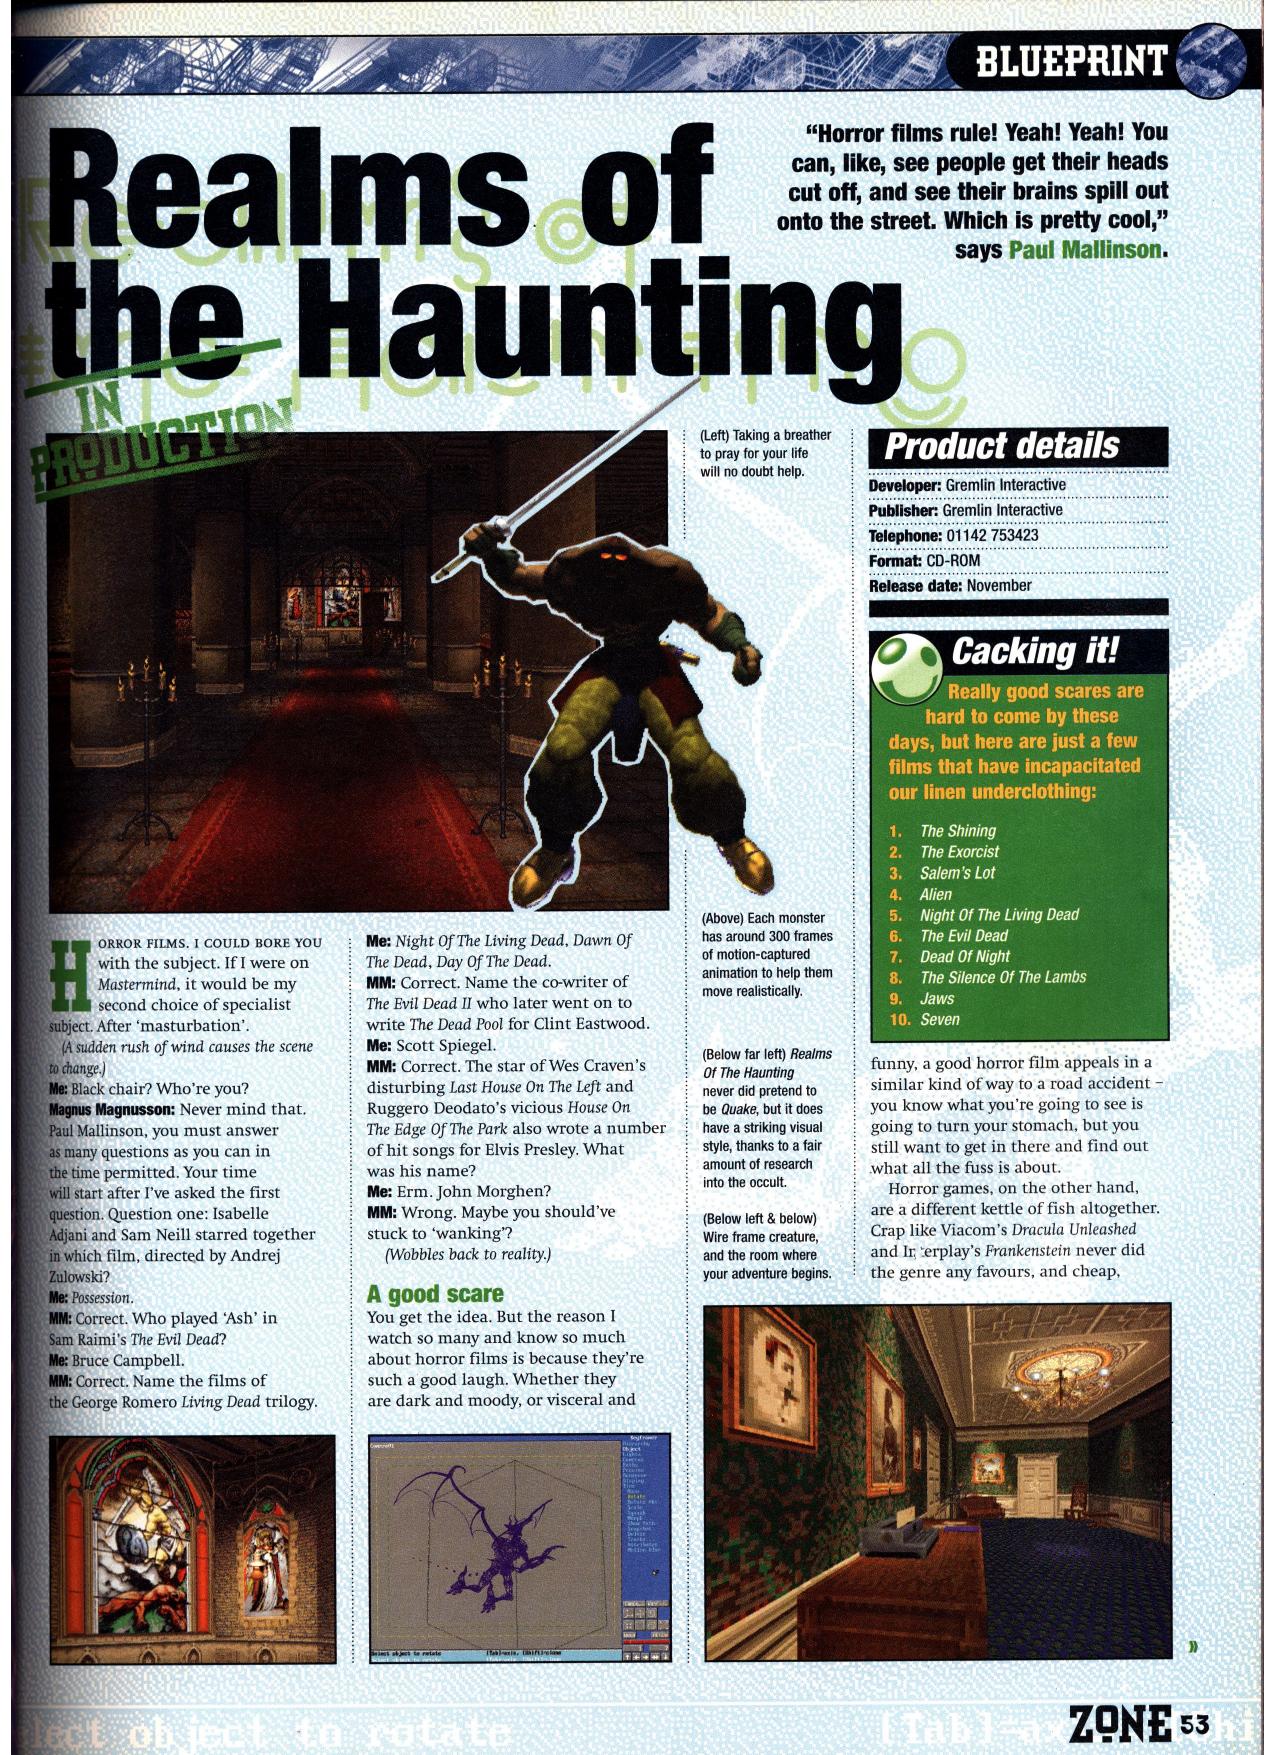 BLUEPRINT
Realms of
the Haunting
IN
PRODUCTION
“Horror films rule! Yeah! Yeah! You
can, like, see people get their heads
cut off, and see their brains spill out
onto the street. Which is pretty cool,”
says Paul Mallinson.
(Left) Taking a breather
to pray for your life
will no doubt help.
(Above) Each monster
has around 300 frames
of motion-captured
animation to help them
move realistically.
(Below far left) Realms
Of The Haunting
never did pretend to
be Quake, but it does
have a striking visual
style, thanks to a fair
amount of research
into the occult.
(Below left & below)
Wire frame creature,
and the room where
your adventure begins.
Product details
Developer: Gremlin Interactive
Publisher: Gremlin Interactive
Telephone: 01142 753423
Format: CD-ROM
Release date: November
Cacking it!
Really good scares are
hard to come by these
days, but here are just a few
films that have incapacitated
our linen underclothing:
1. The Shining
2. The Exorcist
3. Salem's Lot
4. Alien
5. Night Of The Living Dead
6. The Evil Dead
7. Dead Of Night
8. The Silence Of The Lambs
9. Jaws
10. Seven
HORROR FILMS. I COULD BORE YOU
with the subject. If I were on
Mastermind, it would be my
second choice of specialist
subject. After ‘masturbation’.
(A sudden rush of wind causes the scene
to change.)
Me: Black chair? Who're you?
Magnus Magnusson: Never mind that.
Paul Mallinson, you must answer
as many questions as you can in
the time permitted. Your time
will start after I've asked the first
question. Question one: Isabelle
Adjani and Sam Neill starred together
in which film, directed by Andrej
Zulowski?
Me: Possession.
MM: Correct. Who played ‘Ash’ in
Sam Raimi's The Evil Dead?
Me: Bruce Campbell.
MM: Correct. Name the films of
the George Romero Living Dead trilogy.
Me: Night Of The Living Dead, Dawn Of
The Dead, Day Of The Dead.
MM: Correct. Name the co-writer of
The Evil Dead II who later went on to
write The Dead Pool for Clint Eastwood.
Me: Scott Spiegel.
MM: Correct. The star of Wes Craven's
disturbing Last House On The Left and
Ruggero Deodato's vicious House On
The Edge Of The Park also wrote a number
of hit songs for Elvis Presley. What
was his name?
Me: Erm. John Morghen?
MM: Wrong. Maybe you should've
stuck to ‘wanking’?
(Wobbles back to reality.)
A good scare
You get the idea. But the reason I
watch so many and know so much
about horror films is because they're
such a good laugh. Whether they
are dark and moody, or visceral and
funny, a good horror film appeals in a
similar kind of way to a road accident –
you know what you're going to see is
going to turn your stomach, but you
still want to get in there and find out
what all the fuss is about.
Horror games, on the other hand,
are a different kettle of fish altogether.
Crap like Viacom's Dracula Unleashed
and Interplay's Frankenstein never did
the genre any favours, and cheap,
Select object to rotate [Tab]-axis, [Shift]-clone
»
lect object to rotate
[Tab]-ax
ZONE 53